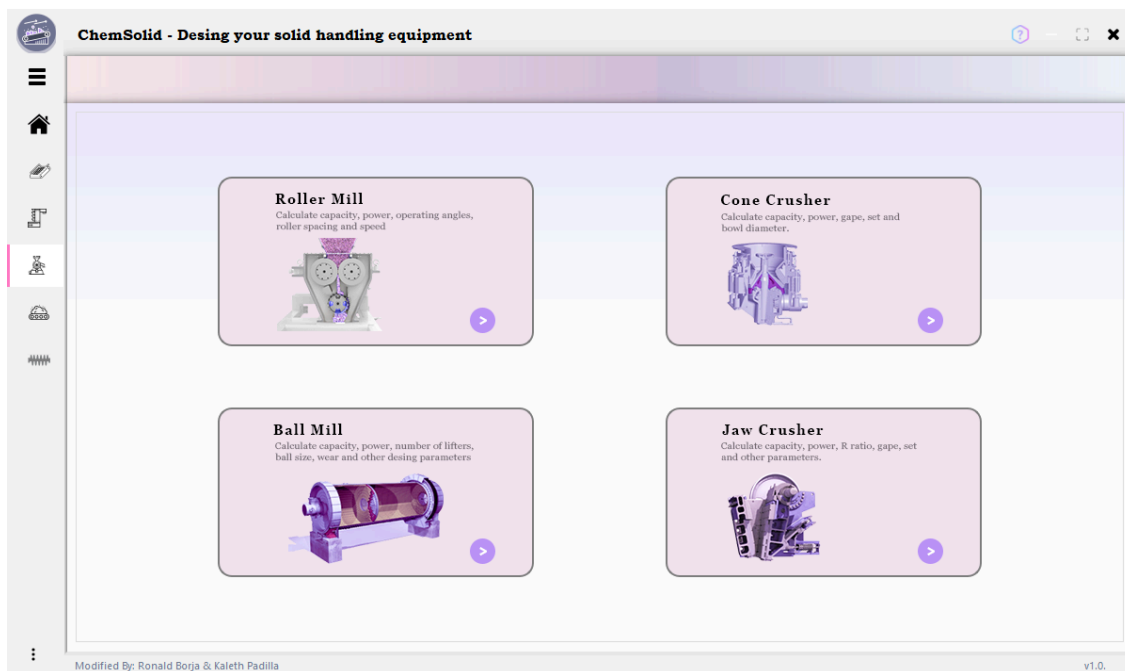 ChemSolid - Desing your solid handling equipment
?
Roller Mill
Calculate capacity, power, operating angles,
roller spacing and speed
>
Cone Crusher
Calculate capacity, power, gape, set and
bowl diameter.
>
Ball Mill
Calculate capacity, power, number of lifters,
ball size, wear and other desing parameters
>
Jaw Crusher
Calculate capacity, power, R ratio, gape, set
and other parameters.
>
Modified By: Ronald Borja & Kaleth Padilla
v1.0.